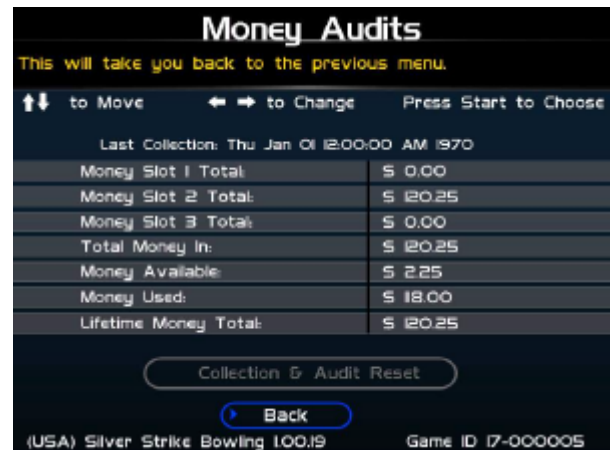 Money Audits
This will take you back to the previous menu.
↑↓ to Move ← → to Change Press Start to Choose
Last Collection: Thu Jan 01 12:00:00 AM 1970
Money Slot 1 Total: $ 0.00
Money Slot 2 Total: $ 120.25
Money Slot 3 Total: $ 0.00
Total Money In: $ 120.25
Money Available: $ 2.25
Money Used: $ 118.00
Lifetime Money Total: $ 120.25
Collection & Audit Reset
Back
(USA) Silver Strike Bowling 1.00.19 Game ID 17-000005